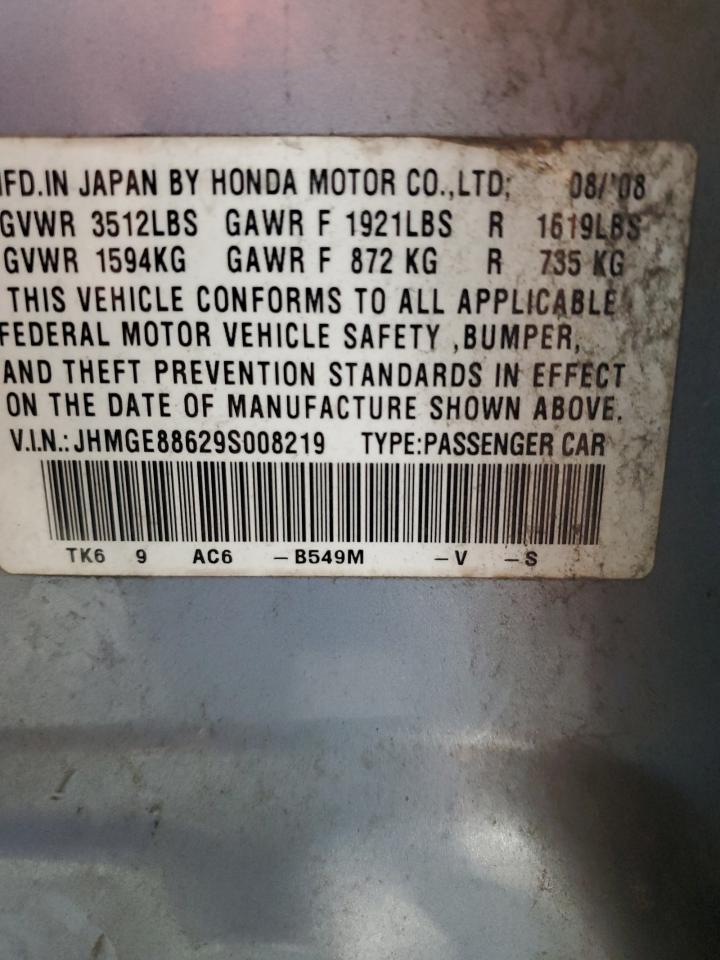 MFD.IN JAPAN BY HONDA MOTOR CO.,LTD; 08/'08
GVWR 3512LBS GAWR F 1921LBS R 1619LBS
GVWR 1594KG GAWR F 872 KG R 735 KG
THIS VEHICLE CONFORMS TO ALL APPLICABLE
FEDERAL MOTOR VEHICLE SAFETY ,BUMPER,
AND THEFT PREVENTION STANDARDS IN EFFECT
ON THE DATE OF MANUFACTURE SHOWN ABOVE.
V.I.N.: JHMGE88629S008219 TYPE:PASSENGER CAR
TK6 9 AC6 -B549M -V -S